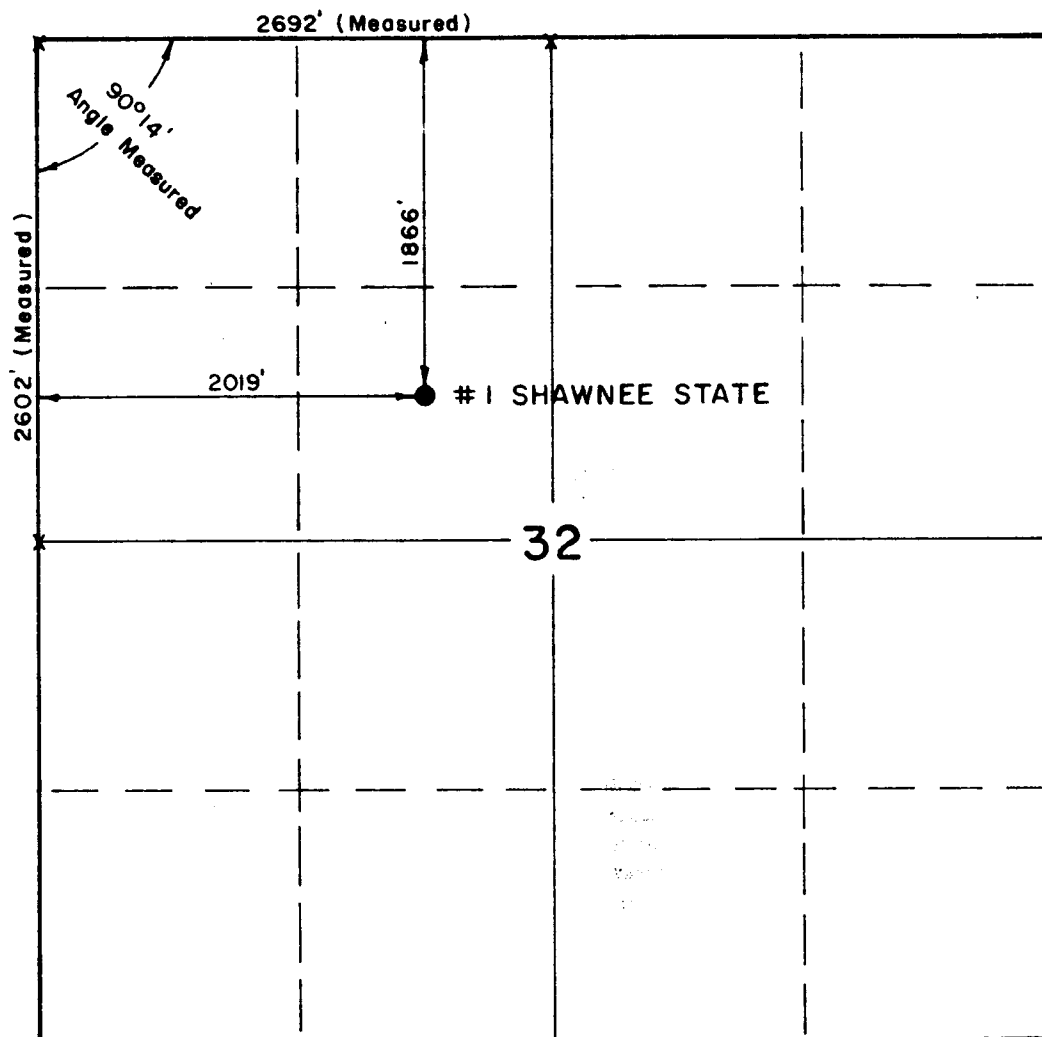 2692' (Measured)
90°14'
Angle Measured
1866'
2602' (Measured)
2019'
#1 SHAWNEE STATE
32